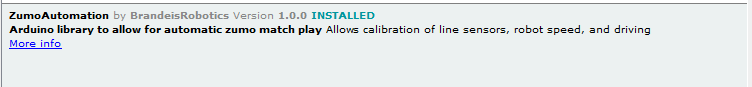 ZumoAutomation by BrandeisRobotics Version 1.0.0 INSTALLED
Arduino library to allow for automatic zumo match play Allows calibration of line sensors, robot speed, and driving
More info